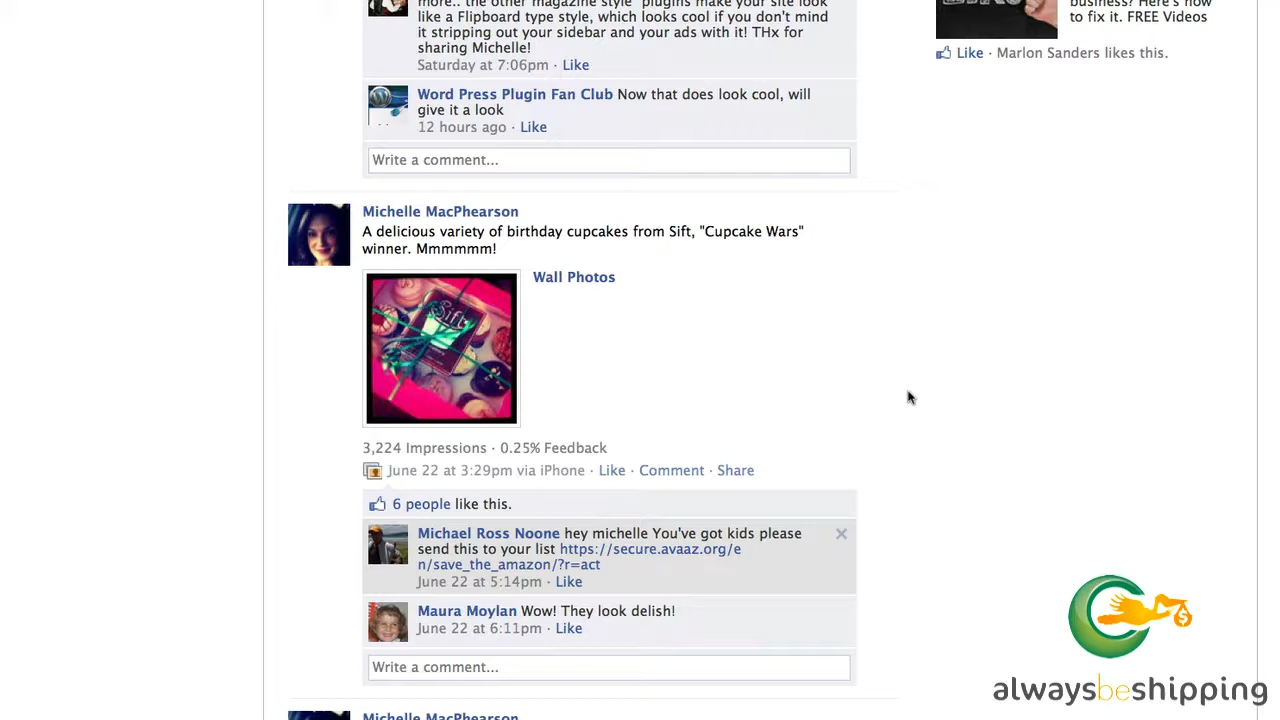 more.. the other magazine style" plugins make your site look
like a Flipboard type style, which looks cool if you don't mind
it stripping out your sidebar and your ads with it! THx for
sharing Michelle!
Saturday at 7:06pm · Like
Word Press Plugin Fan Club Now that does look cool, will
give it a look
12 hours ago · Like
Write a comment...
business? Here's how
to fix it. FREE Videos
Like · Marlon Sanders likes this.
Michelle MacPhearson
A delicious variety of birthday cupcakes from Sift, "Cupcake Wars"
winner. Mmmmmm!
Wall Photos
Sift
3,224 Impressions · 0.25% Feedback
June 22 at 3:29pm via iPhone · Like · Comment · Share
6 people like this.
Michael Ross Noone hey michelle You've got kids please
send this to your list https://secure.avaaz.org/e
n/save_the_amazon/?r=act
June 22 at 5:14pm · Like
Maura Moylan Wow! They look delish!
June 22 at 6:11pm · Like
Write a comment...
Michelle MacPhearson
$
alwaysbeshipping